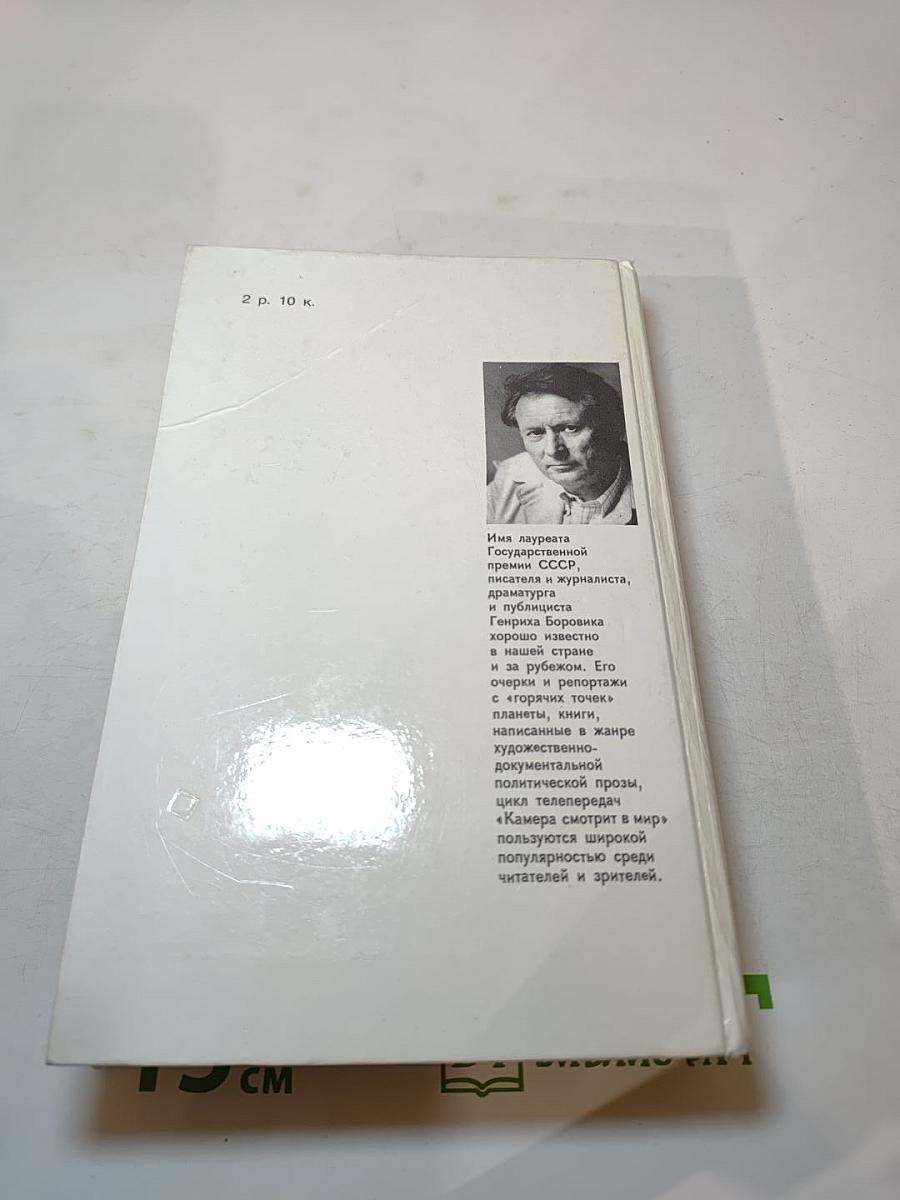 2 р. 10 к.
Имя лауреата
Государственной
премии СССР,
писателя и журналиста,
драматурга
и публициста
Генриха Боровика
хорошо известно
в нашей стране
и за рубежом. Его
очерки и репортажи
с «горячих точек»
планеты, книги,
написанные в жанре
художественно-
документальной
политической прозы,
цикл телепередач
«Камера смотрит в мир»
пользуются широкой
популярностью среди
читателей и зрителей.
15 см